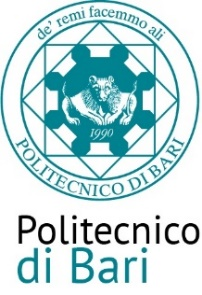 de' remi facemmo ali
1990
POLITECNICO DI BARI
Politecnico
di Bari